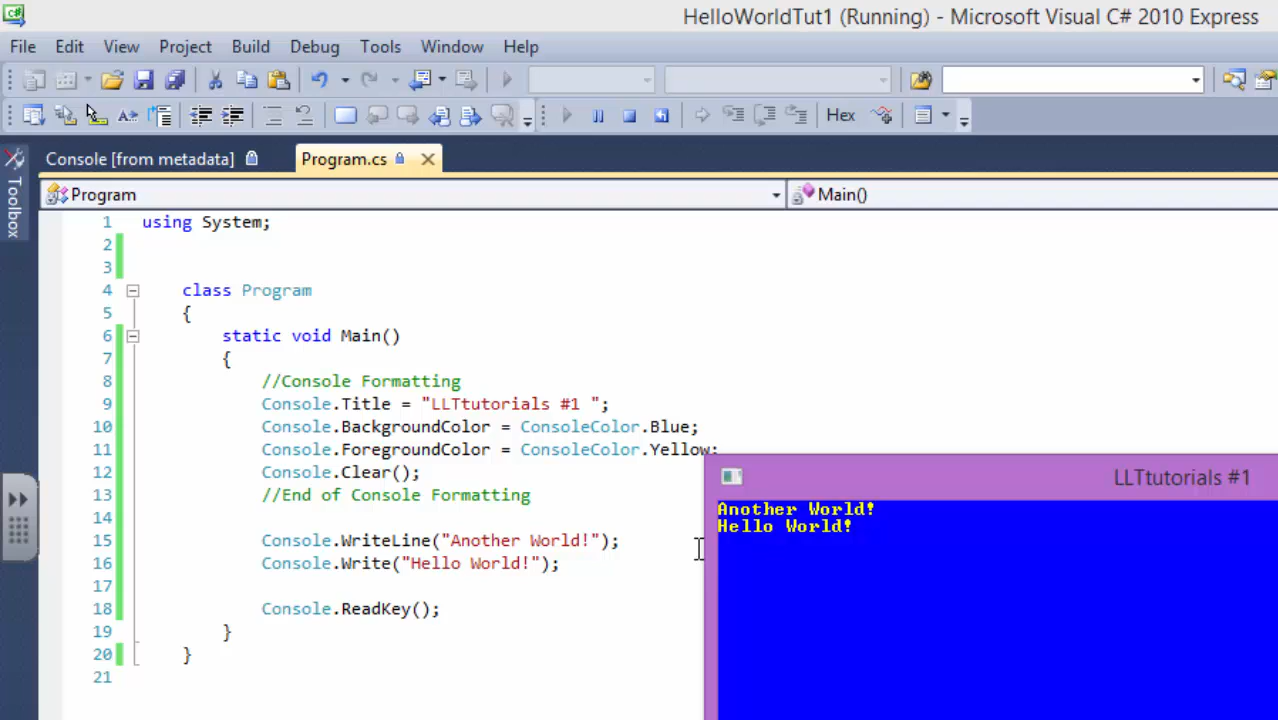 HelloWorldTut1 (Running) - Microsoft Visual C# 2010 Express
File Edit View Project Build Debug Tools Window Help
Hex
Console [from metadata] Program.cs
Toolbox
Program Main()
1 using System;
2
3
4 class Program
5 {
6 static void Main()
7 {
8 //Console Formatting
9 Console.Title = "LLTtutorials #1 ";
10 Console.BackgroundColor = ConsoleColor.Blue;
11 Console.ForegroundColor = ConsoleColor.Yellow;
12 Console.Clear();
13 //End of Console Formatting
14
15 Console.WriteLine("Another World!");
16 Console.Write("Hello World!");
17
18 Console.ReadKey();
19 }
20 }
21
LLTtutorials #1
Another World!
Hello World!